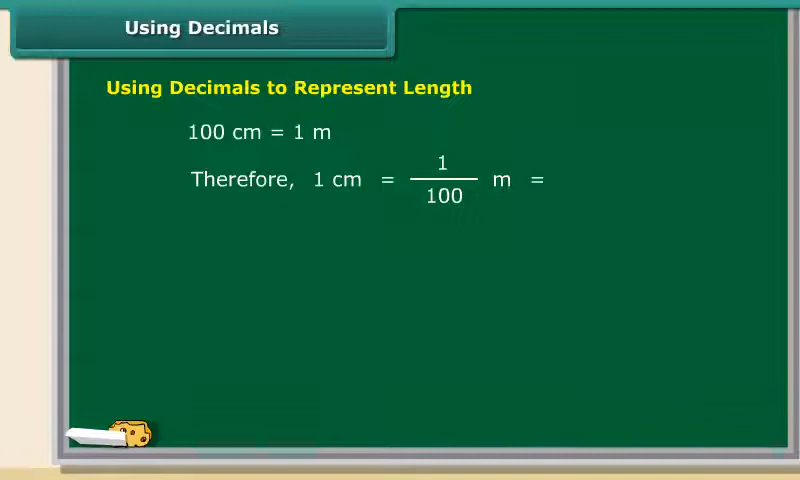 Using Decimals
Using Decimals to Represent Length
100 cm = 1 m
Therefore, 1 cm = 1/100 m =